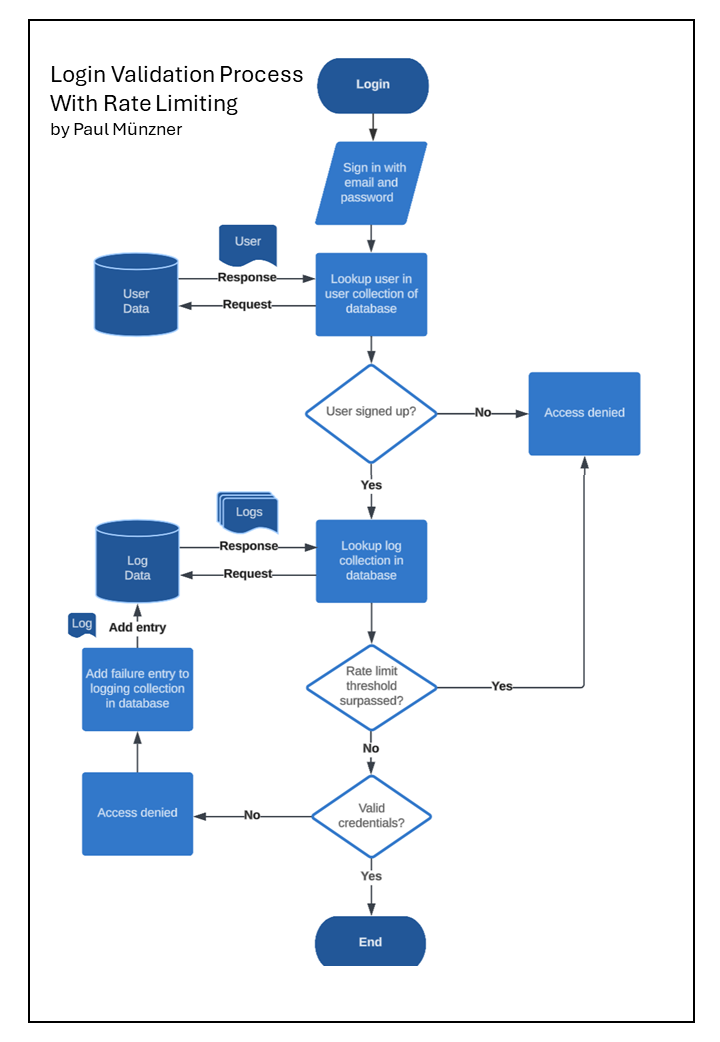 Login Validation Process
With Rate Limiting
by Paul Münzner
Login
Sign in with
email and
password
User
Response
Request
User
Data
Lookup user in
user collection of
database
User signed up?
No
Access denied
Yes
Logs
Response
Request
Log
Data
Lookup log
collection in
database
Log
Add entry
Add failure entry to
logging collection
in database
Rate limit
threshold
surpassed?
Yes
No
Access denied
No
Valid
credentials?
Yes
End